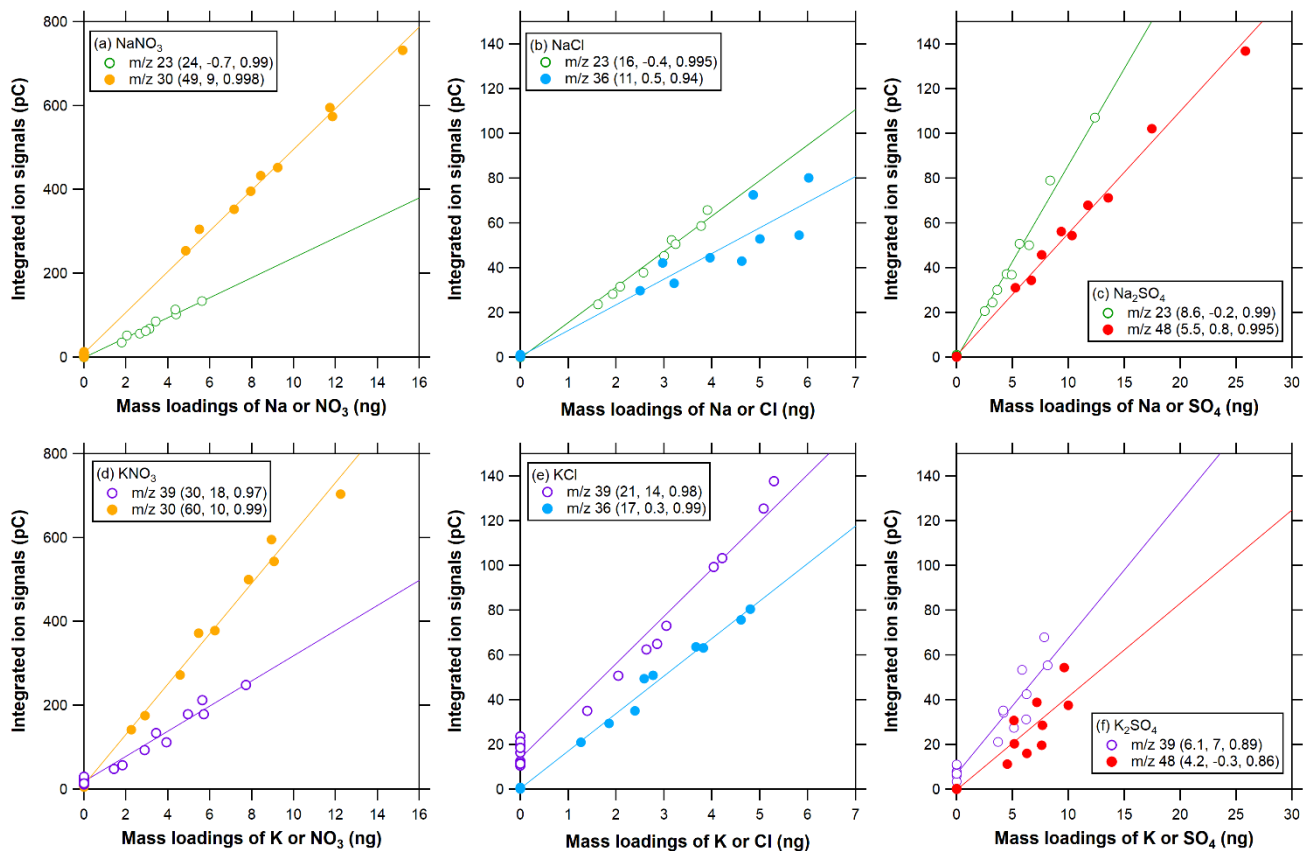 800
600
400
200
0
Integrated ion signals (pC)
(a) NaNO₃
m/z 23 (24, -0.7, 0.99)
m/z 30 (49, 9, 0.998)
0 2 4 6 8 10 12 14 16
Mass loadings of Na or NO₃ (ng)
140
120
100
80
60
40
20
0
Integrated ion signals (pC)
(b) NaCl
m/z 23 (16, -0.4, 0.995)
m/z 36 (11, 0.5, 0.94)
0 1 2 3 4 5 6 7
Mass loadings of Na or Cl (ng)
140
120
100
80
60
40
20
0
Integrated ion signals (pC)
(c) Na₂SO₄
m/z 23 (8.6, -0.2, 0.99)
m/z 48 (5.5, 0.8, 0.995)
0 5 10 15 20 25 30
Mass loadings of Na or SO₄ (ng)
800
600
400
200
0
Integrated ion signals (pC)
(d) KNO₃
m/z 39 (30, 18, 0.97)
m/z 30 (60, 10, 0.99)
0 2 4 6 8 10 12 14 16
Mass loadings of K or NO₃ (ng)
140
120
100
80
60
40
20
0
Integrated ion signals (pC)
(e) KCl
m/z 39 (21, 14, 0.98)
m/z 36 (17, 0.3, 0.99)
0 1 2 3 4 5 6 7
Mass loadings of K or Cl (ng)
140
120
100
80
60
40
20
0
Integrated ion signals (pC)
(f) K₂SO₄
m/z 39 (6.1, 7, 0.89)
m/z 48 (4.2, -0.3, 0.86)
0 5 10 15 20 25 30
Mass loadings of K or SO₄ (ng)